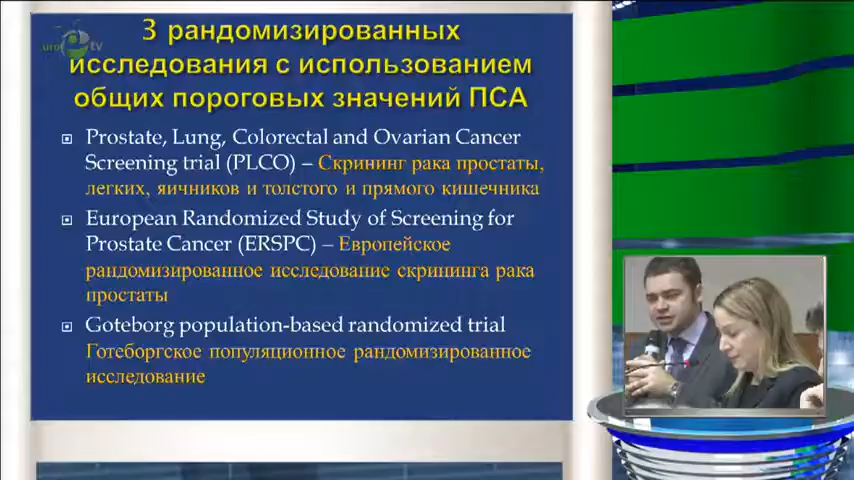 3 рандомизированных
исследования с использованием
общих пороговых значений ПСА
Prostate, Lung, Colorectal and Ovarian Cancer
Screening trial (PLCO) – Скрининг рака простаты,
легких, яичников и толстого и прямого кишечника
European Randomized Study of Screening for
Prostate Cancer (ERSPC) – Европейское
рандомизированное исследование скрининга рака
простаты
Goteborg population-based randomized trial
Готеборгское популяционное рандомизированное
исследование
uro TV